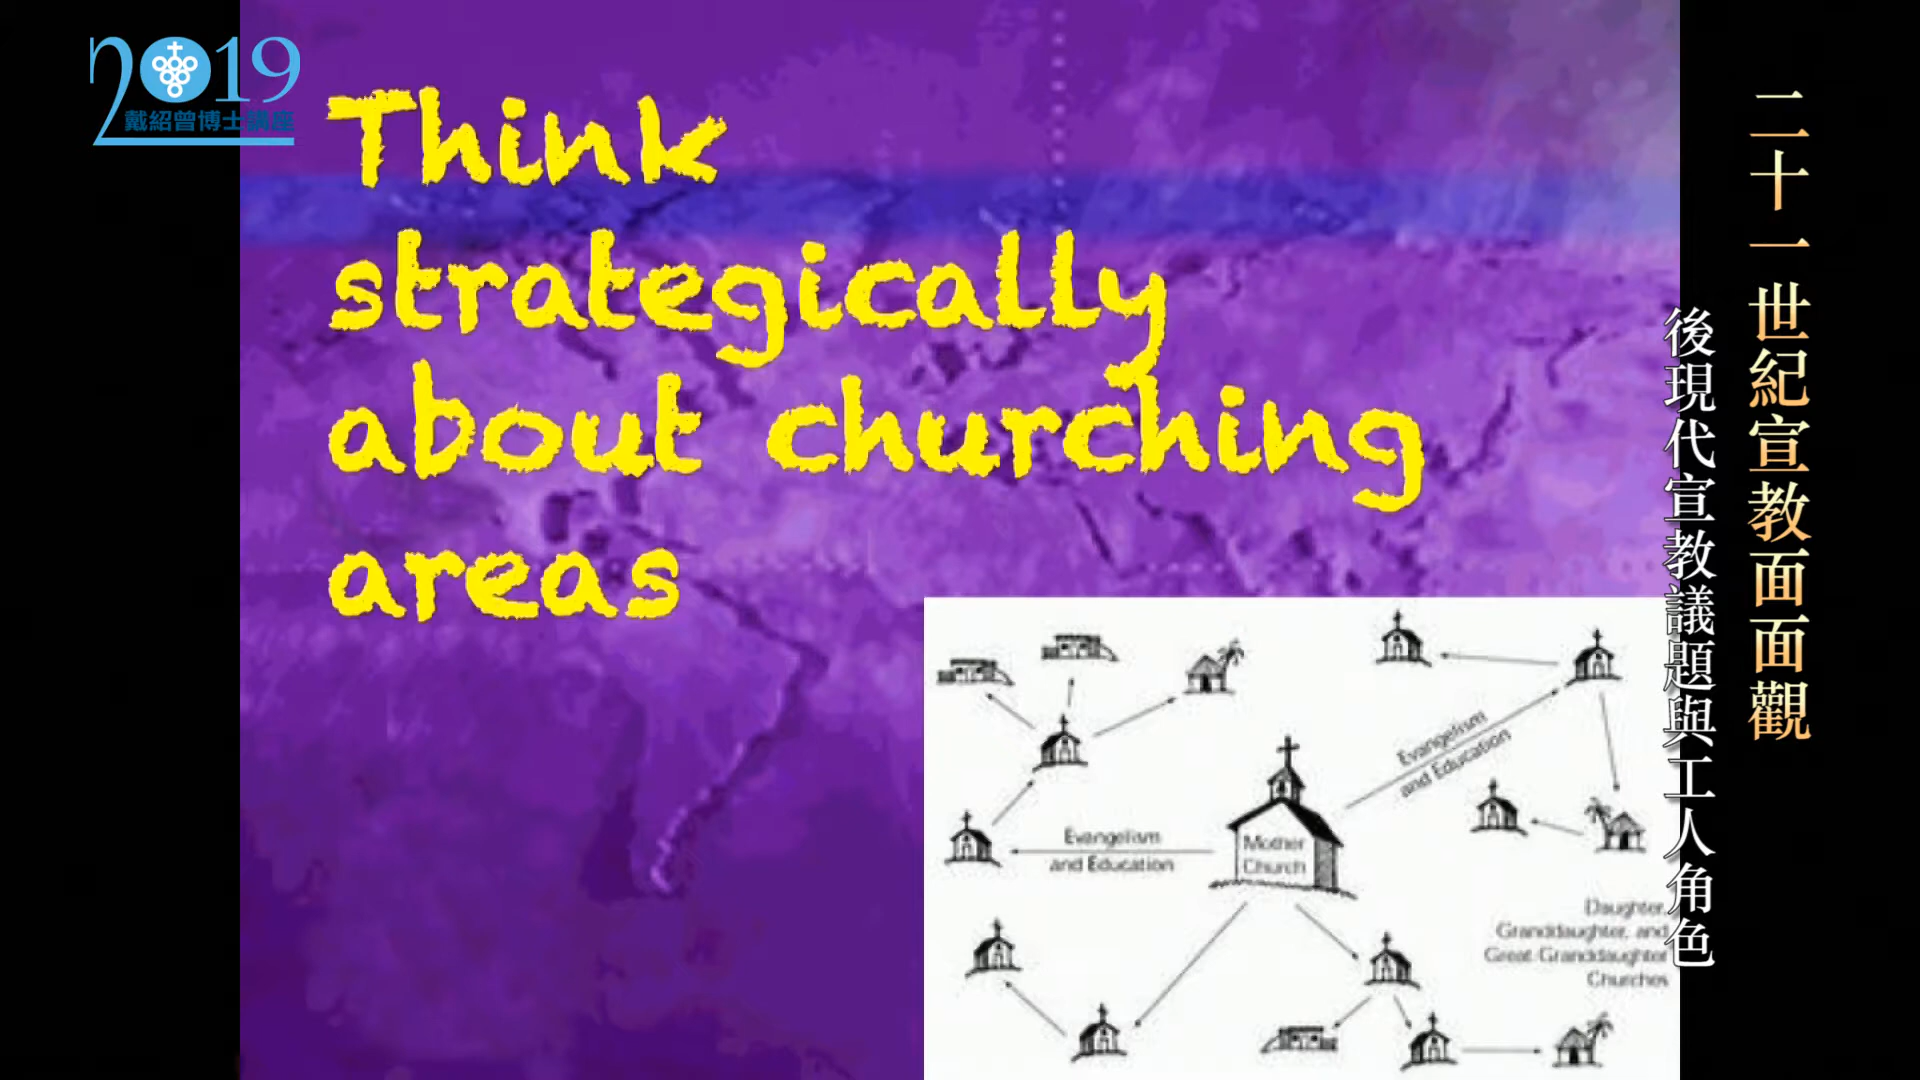 2019
戴紹曾博士講座
Think
strategically
about churching
areas
二十一世紀宣教面面觀
後現代宣教議題與工人角色
Evangelism
and Education
Evangelism
and Education
Mother
Church
Daughter,
Granddaughter, and
Great-Granddaughter
Churches